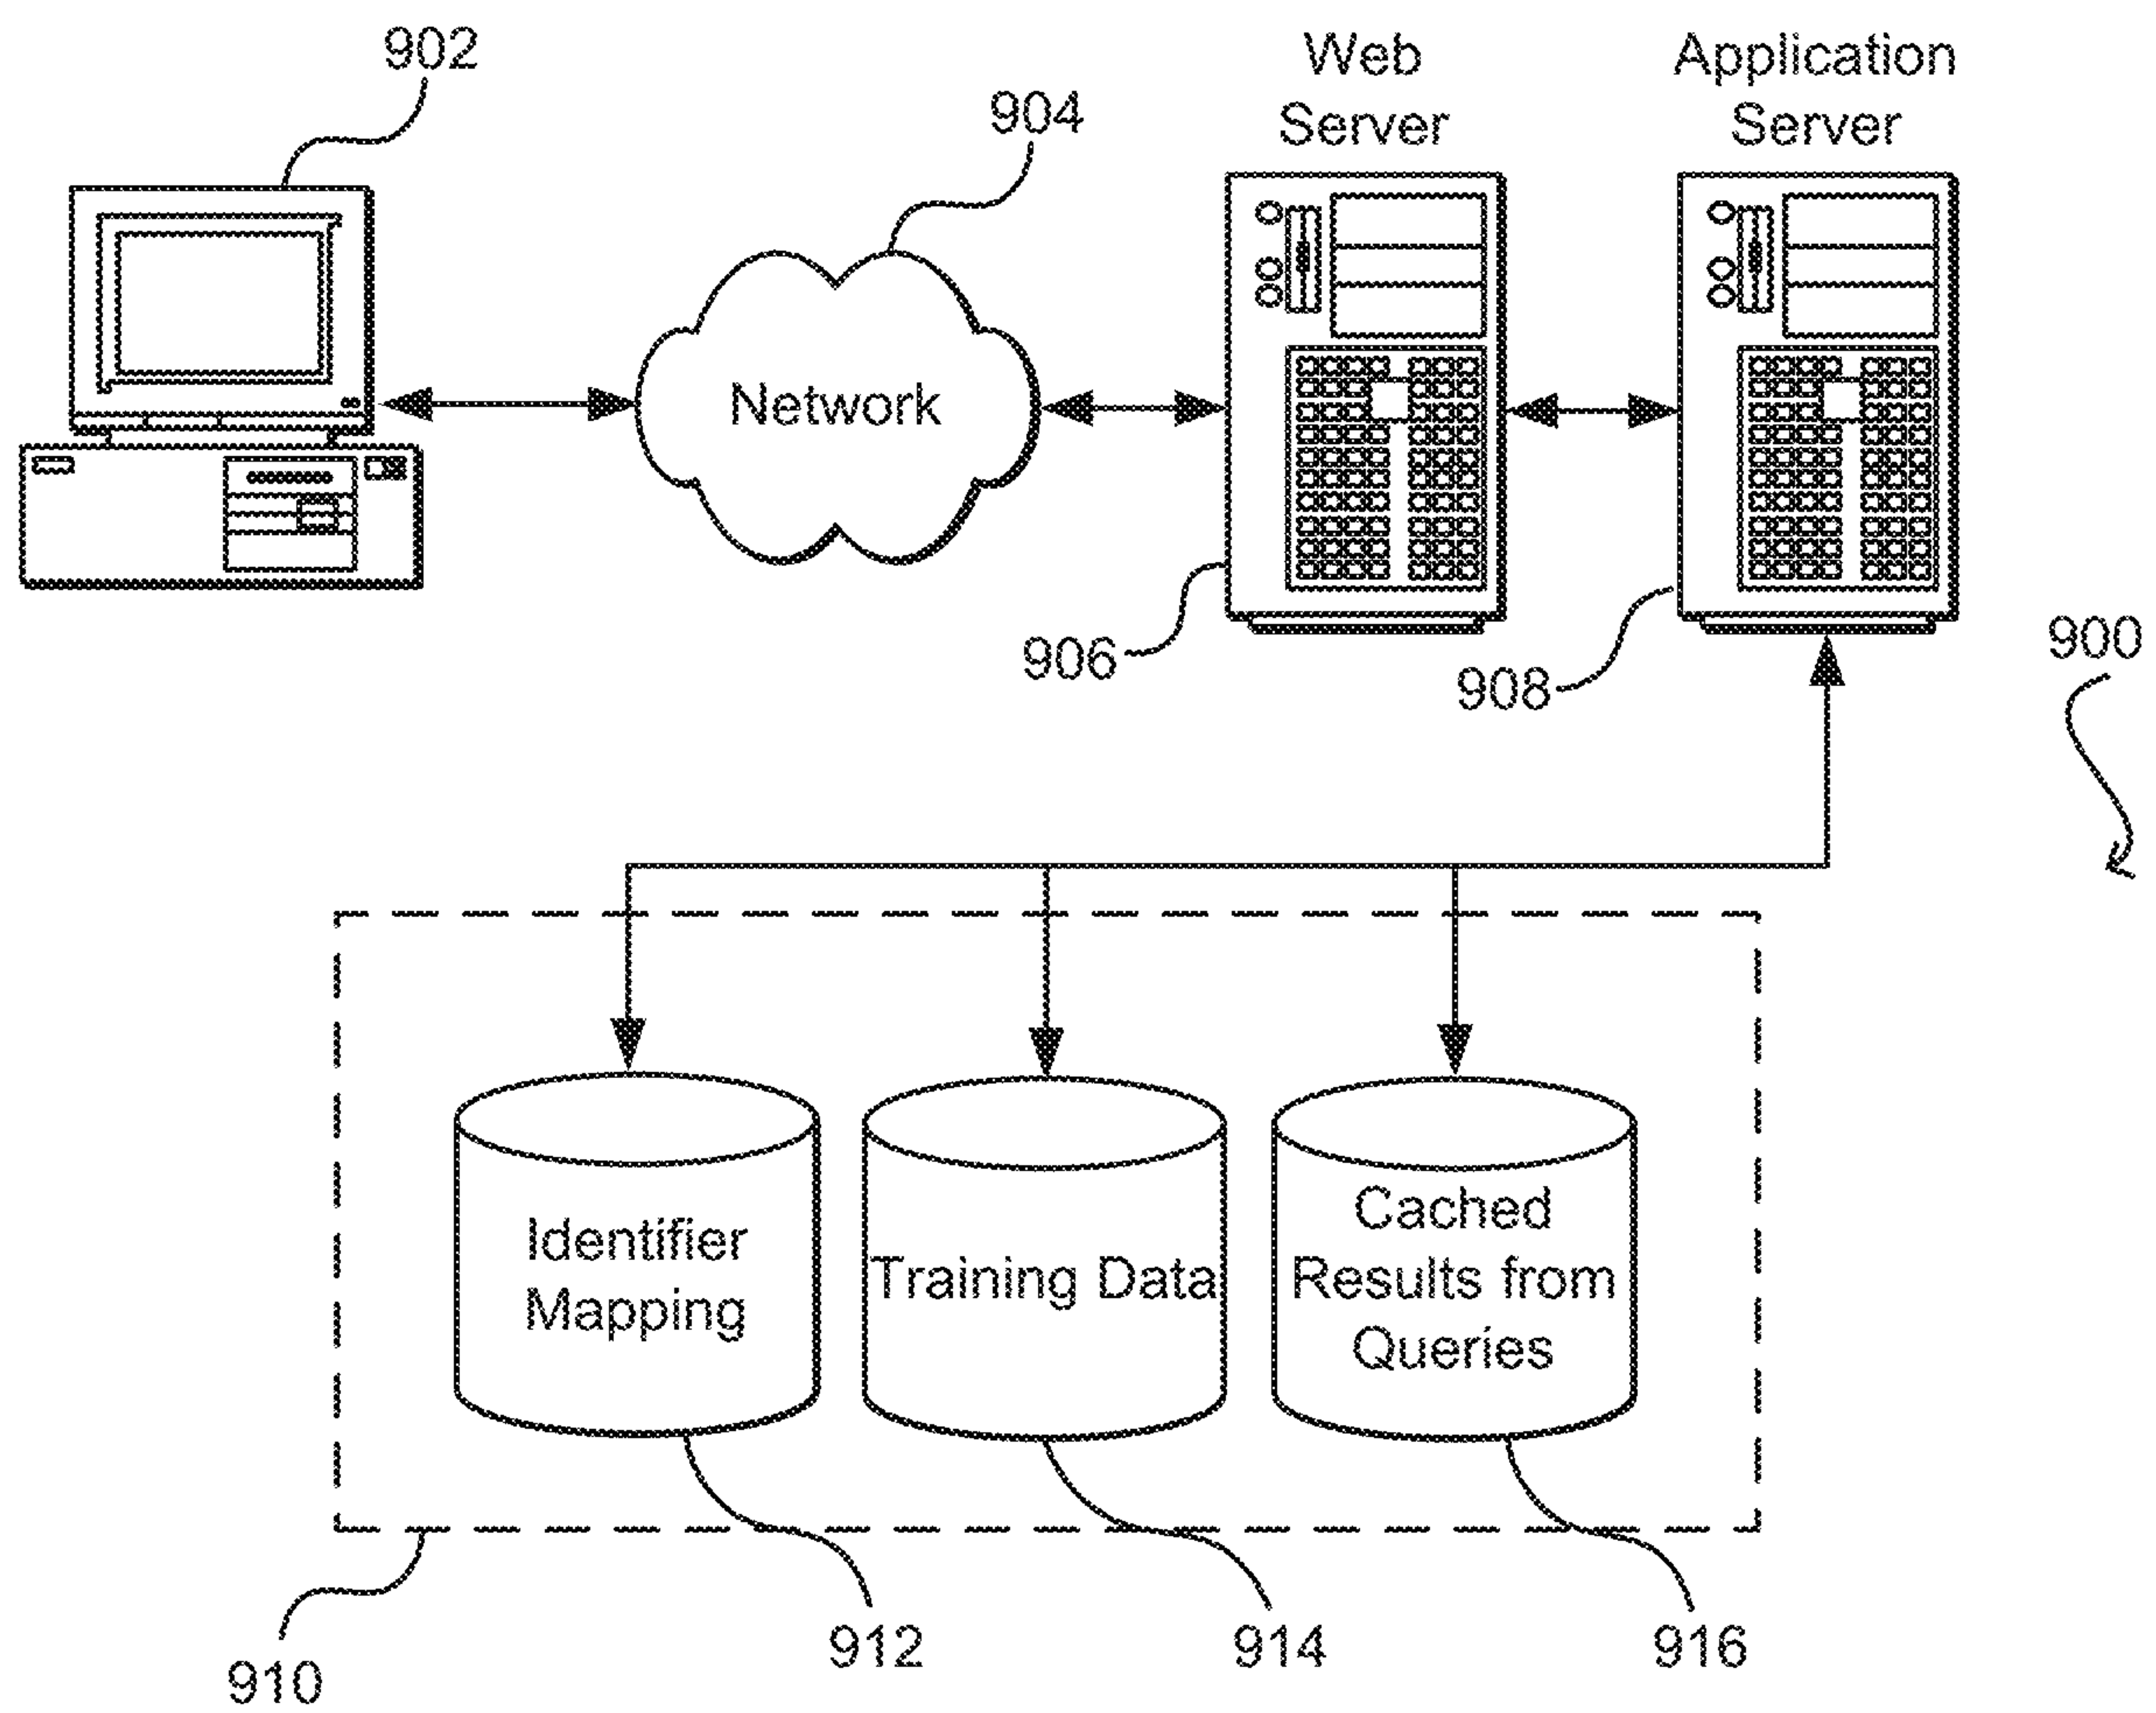 902
904
Web
Server
Application
Server
Network
906
908
900
Identifier
Mapping
Training Data
Cached
Results from
Queries
910
912
914
916